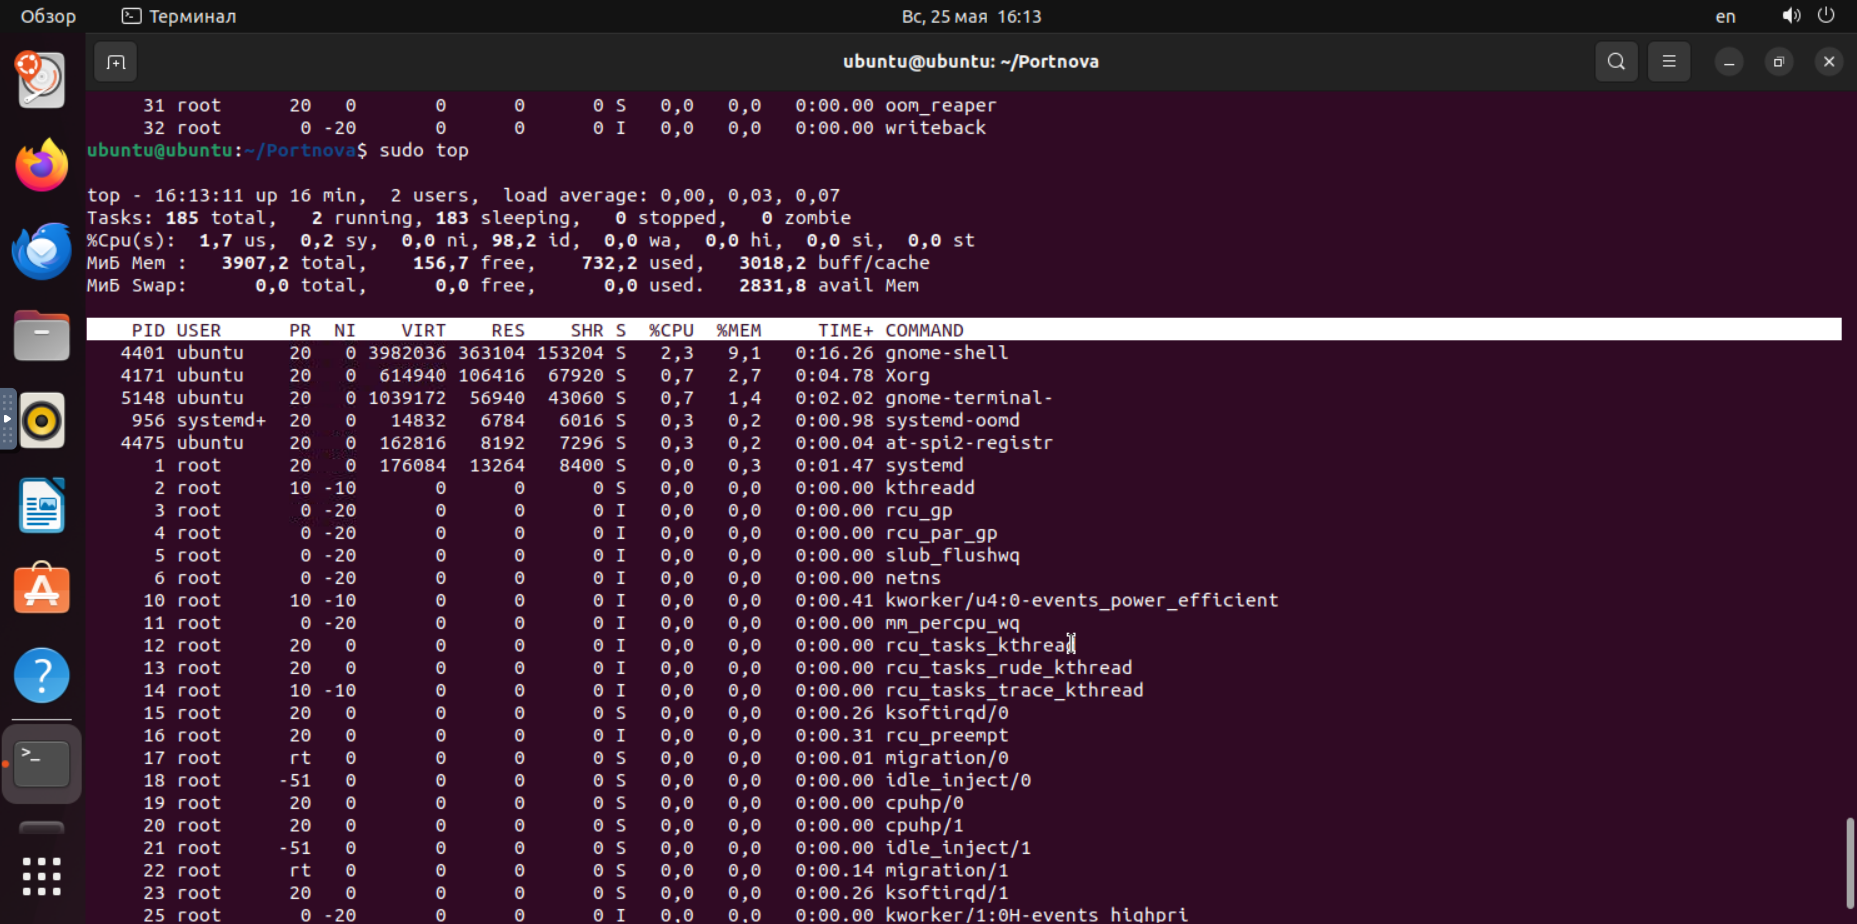 Обзор
Терминал
Вс, 25 мая 16:13
en
ubuntu@ubuntu: ~/Portnova
31 root 20 0 0 0 0 S 0,0 0,0 0:00.00 oom_reaper
32 root 0 -20 0 0 0 I 0,0 0,0 0:00.00 writeback
ubuntu@ubuntu:~/Portnova$ sudo top
top - 16:13:11 up 16 min, 2 users, load average: 0,00, 0,03, 0,07
Tasks: 185 total, 2 running, 183 sleeping, 0 stopped, 0 zombie
%Cpu(s): 1,7 us, 0,2 sy, 0,0 ni, 98,2 id, 0,0 wa, 0,0 hi, 0,0 si, 0,0 st
МиБ Mem : 3907,2 total, 156,7 free, 732,2 used, 3018,2 buff/cache
МиБ Swap: 0,0 total, 0,0 free, 0,0 used. 2831,8 avail Mem
PID USER PR NI VIRT RES SHR S %CPU %MEM TIME+ COMMAND
4401 ubuntu 20 0 3982036 363104 153204 S 2,3 9,1 0:16.26 gnome-shell
4171 ubuntu 20 0 614940 106416 67920 S 0,7 2,7 0:04.78 Xorg
5148 ubuntu 20 0 1039172 56940 43060 S 0,7 1,4 0:02.02 gnome-terminal-
956 systemd+ 20 0 14832 6784 6016 S 0,3 0,2 0:00.98 systemd-oomd
4475 ubuntu 20 0 162816 8192 7296 S 0,3 0,2 0:00.04 at-spi2-registr
1 root 20 0 176084 13264 8400 S 0,0 0,3 0:01.47 systemd
2 root 10 -10 0 0 0 S 0,0 0,0 0:00.00 kthreadd
3 root 0 -20 0 0 0 I 0,0 0,0 0:00.00 rcu_gp
4 root 0 -20 0 0 0 I 0,0 0,0 0:00.00 rcu_par_gp
5 root 0 -20 0 0 0 I 0,0 0,0 0:00.00 slub_flushwq
6 root 0 -20 0 0 0 I 0,0 0,0 0:00.00 netns
10 root 10 -10 0 0 0 I 0,0 0,0 0:00.41 kworker/u4:0-events_power_efficient
11 root 0 -20 0 0 0 I 0,0 0,0 0:00.00 mm_percpu_wq
12 root 20 0 0 0 0 I 0,0 0,0 0:00.00 rcu_tasks_kthread
13 root 20 0 0 0 0 I 0,0 0,0 0:00.00 rcu_tasks_rude_kthread
14 root 10 -10 0 0 0 I 0,0 0,0 0:00.00 rcu_tasks_trace_kthread
15 root 20 0 0 0 0 S 0,0 0,0 0:00.26 ksoftirqd/0
16 root 20 0 0 0 0 I 0,0 0,0 0:00.31 rcu_preempt
17 root rt 0 0 0 0 S 0,0 0,0 0:00.01 migration/0
18 root -51 0 0 0 0 S 0,0 0,0 0:00.00 idle_inject/0
19 root 20 0 0 0 0 S 0,0 0,0 0:00.00 cpuhp/0
20 root 20 0 0 0 0 S 0,0 0,0 0:00.00 cpuhp/1
21 root -51 0 0 0 0 S 0,0 0,0 0:00.00 idle_inject/1
22 root rt 0 0 0 0 S 0,0 0,0 0:00.14 migration/1
23 root 20 0 0 0 0 S 0,0 0,0 0:00.26 ksoftirqd/1
25 root 0 -20 0 0 0 I 0,0 0,0 0:00.00 kworker/1:0H-events_highpri